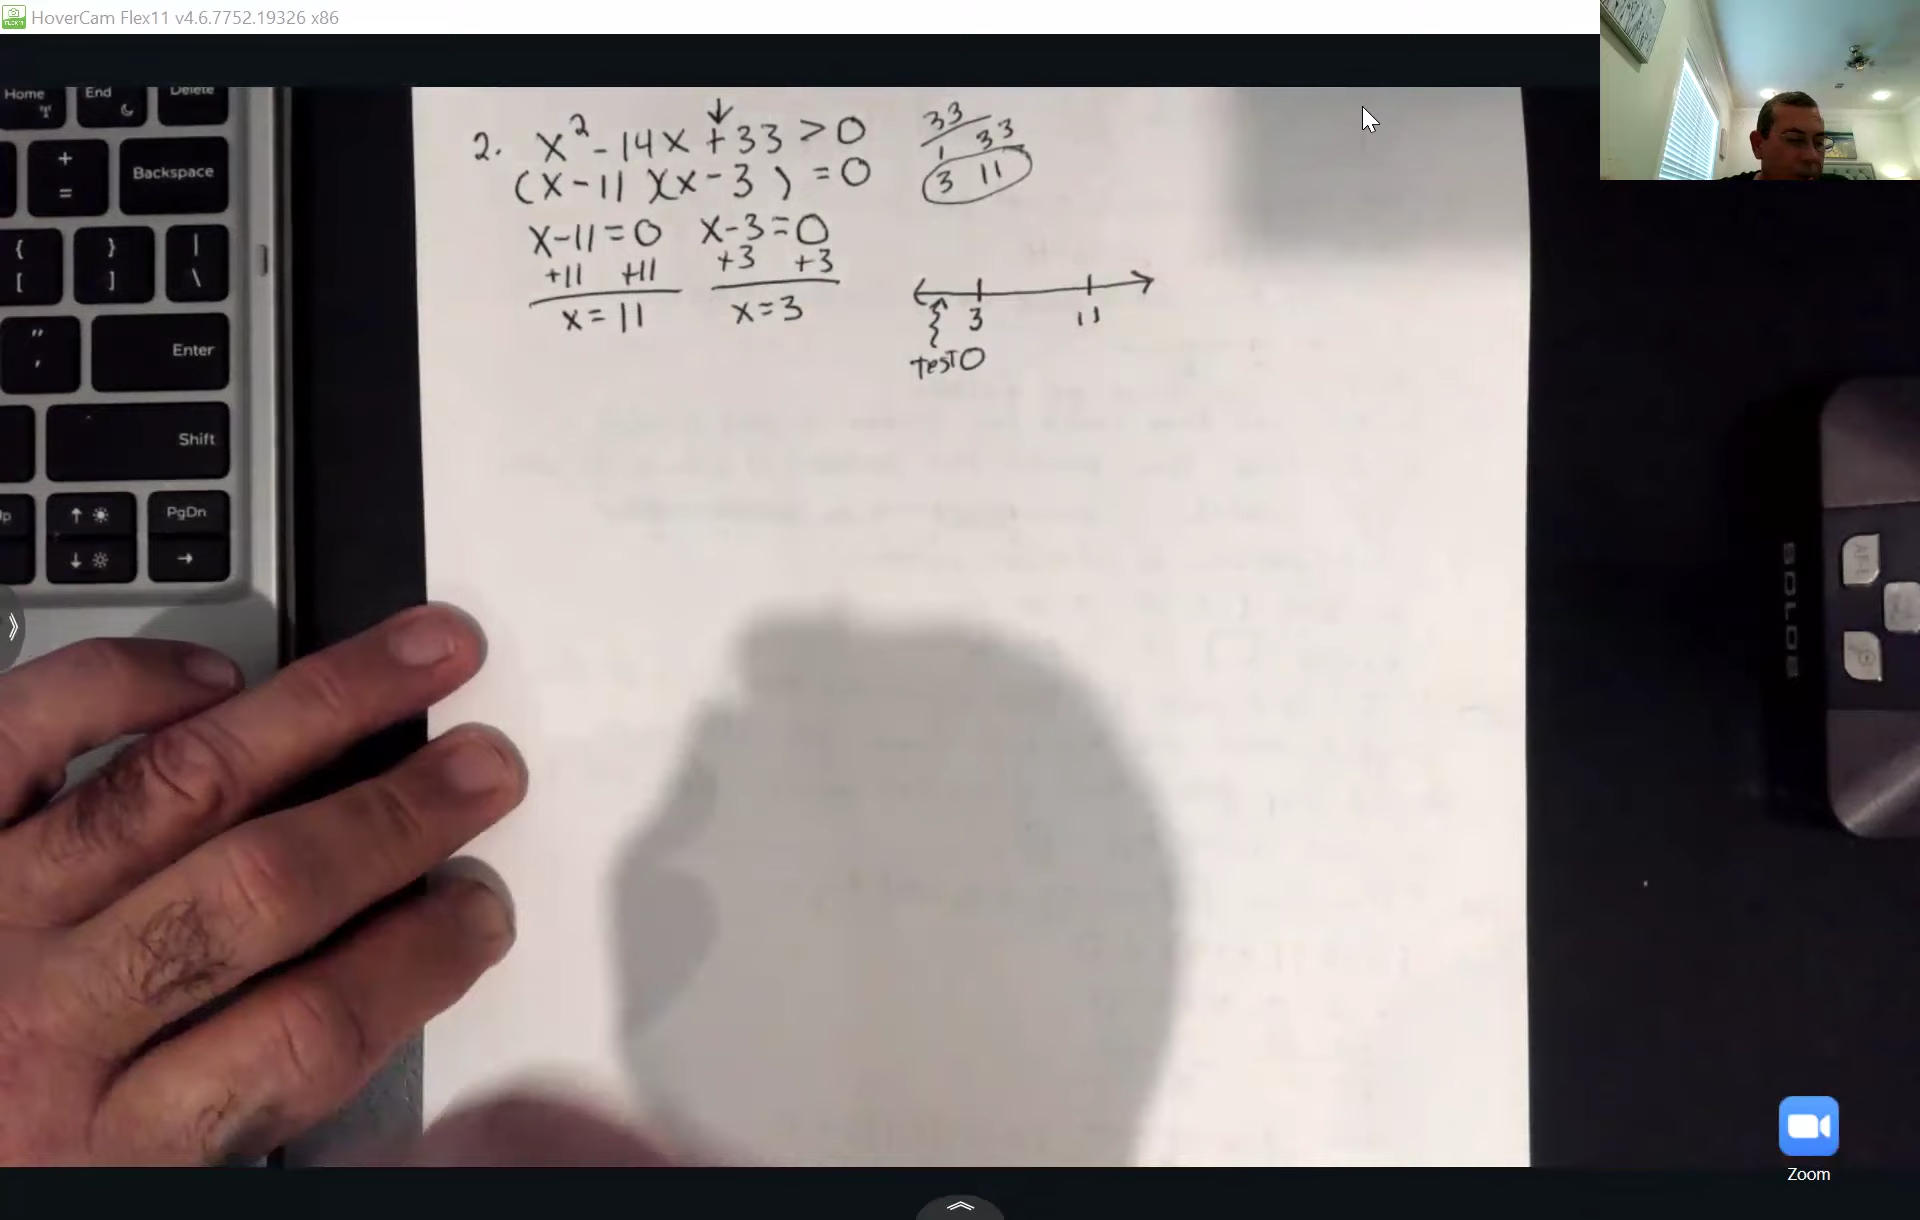 HoverCam Flex11 v4.6.7752.19326 x86
Home
End
Delete
+
=
Backspace
{
[
}
]
|
\
"
,
Enter
Shift
PgDn
2. x² - 14x + 33 > 0
(x - 11)(x - 3) = 0
x - 11 = 0 x - 3 = 0
+11 +11 +3 +3
x = 11 x = 3
33
1 33
3 11
3 11
test 0
SOLOS
Zoom